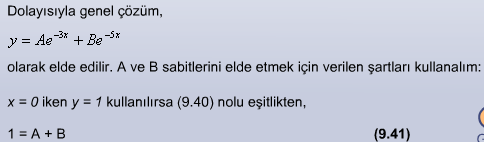 Dolayısıyla genel çözüm,
y = Ae⁻³ˣ + Be⁻⁵ˣ
olarak elde edilir. A ve B sabitlerini elde etmek için verilen şartları kullanalım:
x = 0 iken y = 1 kullanılırsa (9.40) nolu eşitlikten,
1 = A + B (9.41)